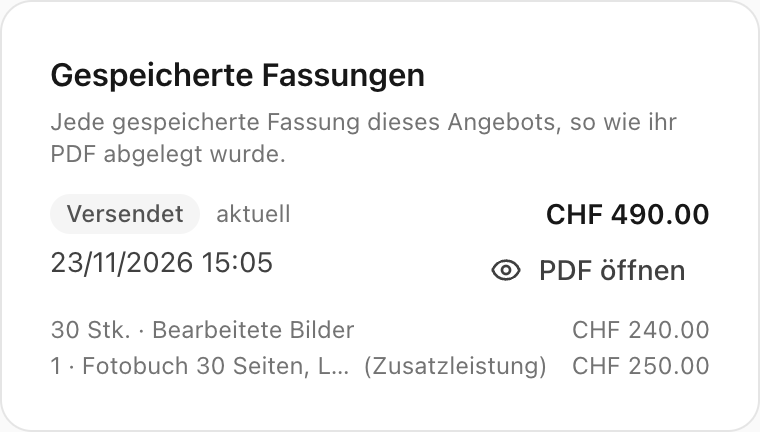 Gespeicherte Fassungen
Jede gespeicherte Fassung dieses Angebots, so wie ihr
PDF abgelegt wurde.
Versendet aktuell CHF 490.00
23/11/2026 15:05 PDF öffnen
30 Stk. · Bearbeitete Bilder CHF 240.00
1 · Fotobuch 30 Seiten, L... (Zusatzleistung) CHF 250.00